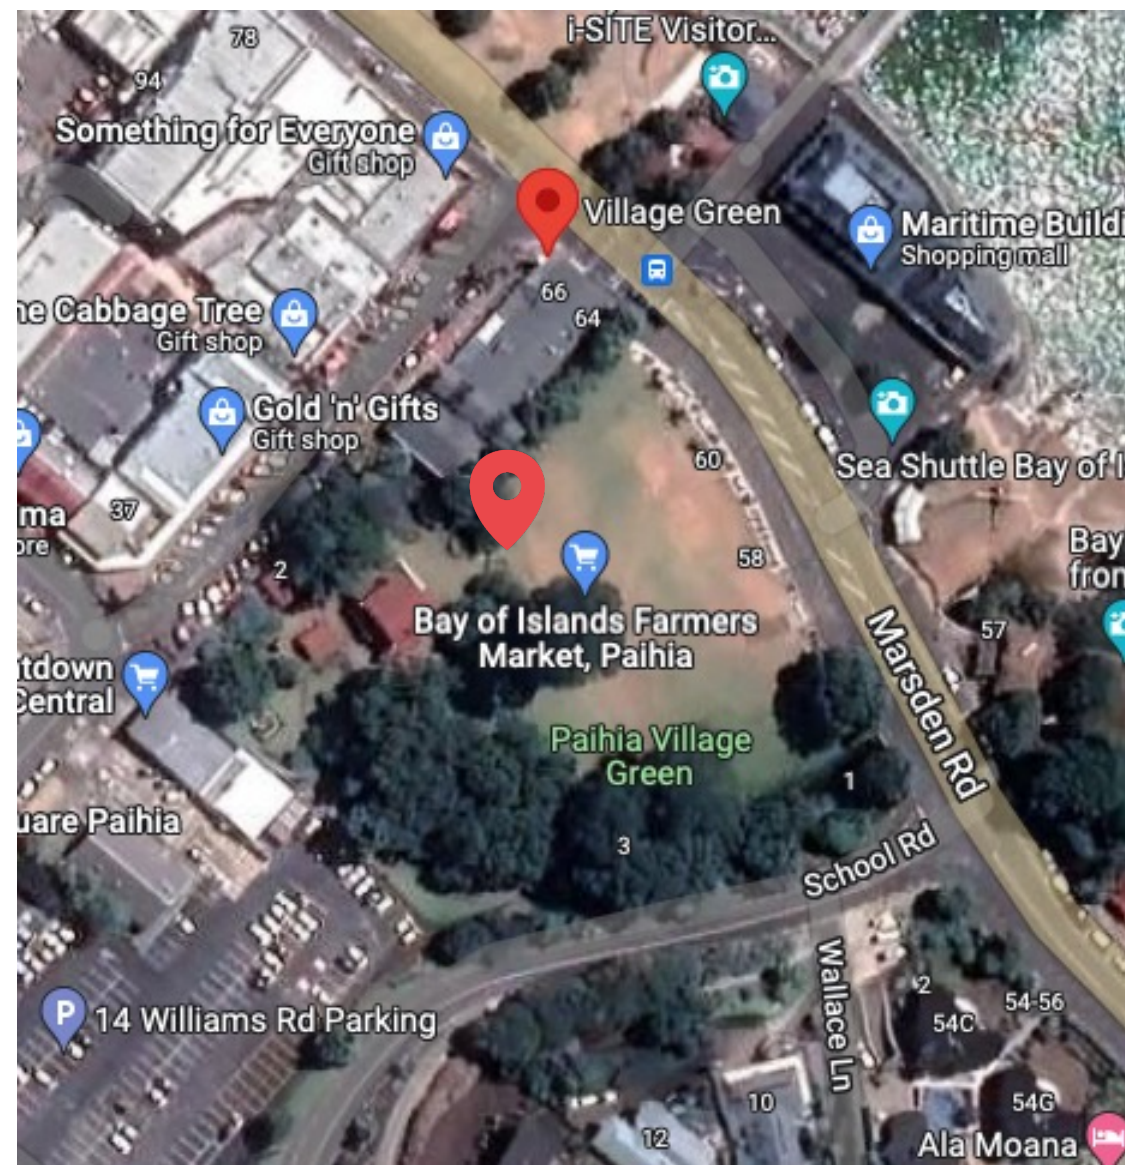 i-SITE Visitor...
78
94
Something for Everyone
Gift shop
Village Green
Maritime Buildi
Shopping mall
66
64
ne Cabbage Tree
Gift shop
Gold 'n' Gifts
Gift shop
60
Sea Shuttle Bay of I
37
ma
ore
Bay
fron
58
2
Bay of Islands Farmers
Market, Paihia
57
Marsden Rd
tdown
Central
Paihia Village
Green
1
uare Paihia
3
School Rd
Wallace Ln
2
54-56
54C
P
14 Williams Rd Parking
10
54G
12
Ala Moana